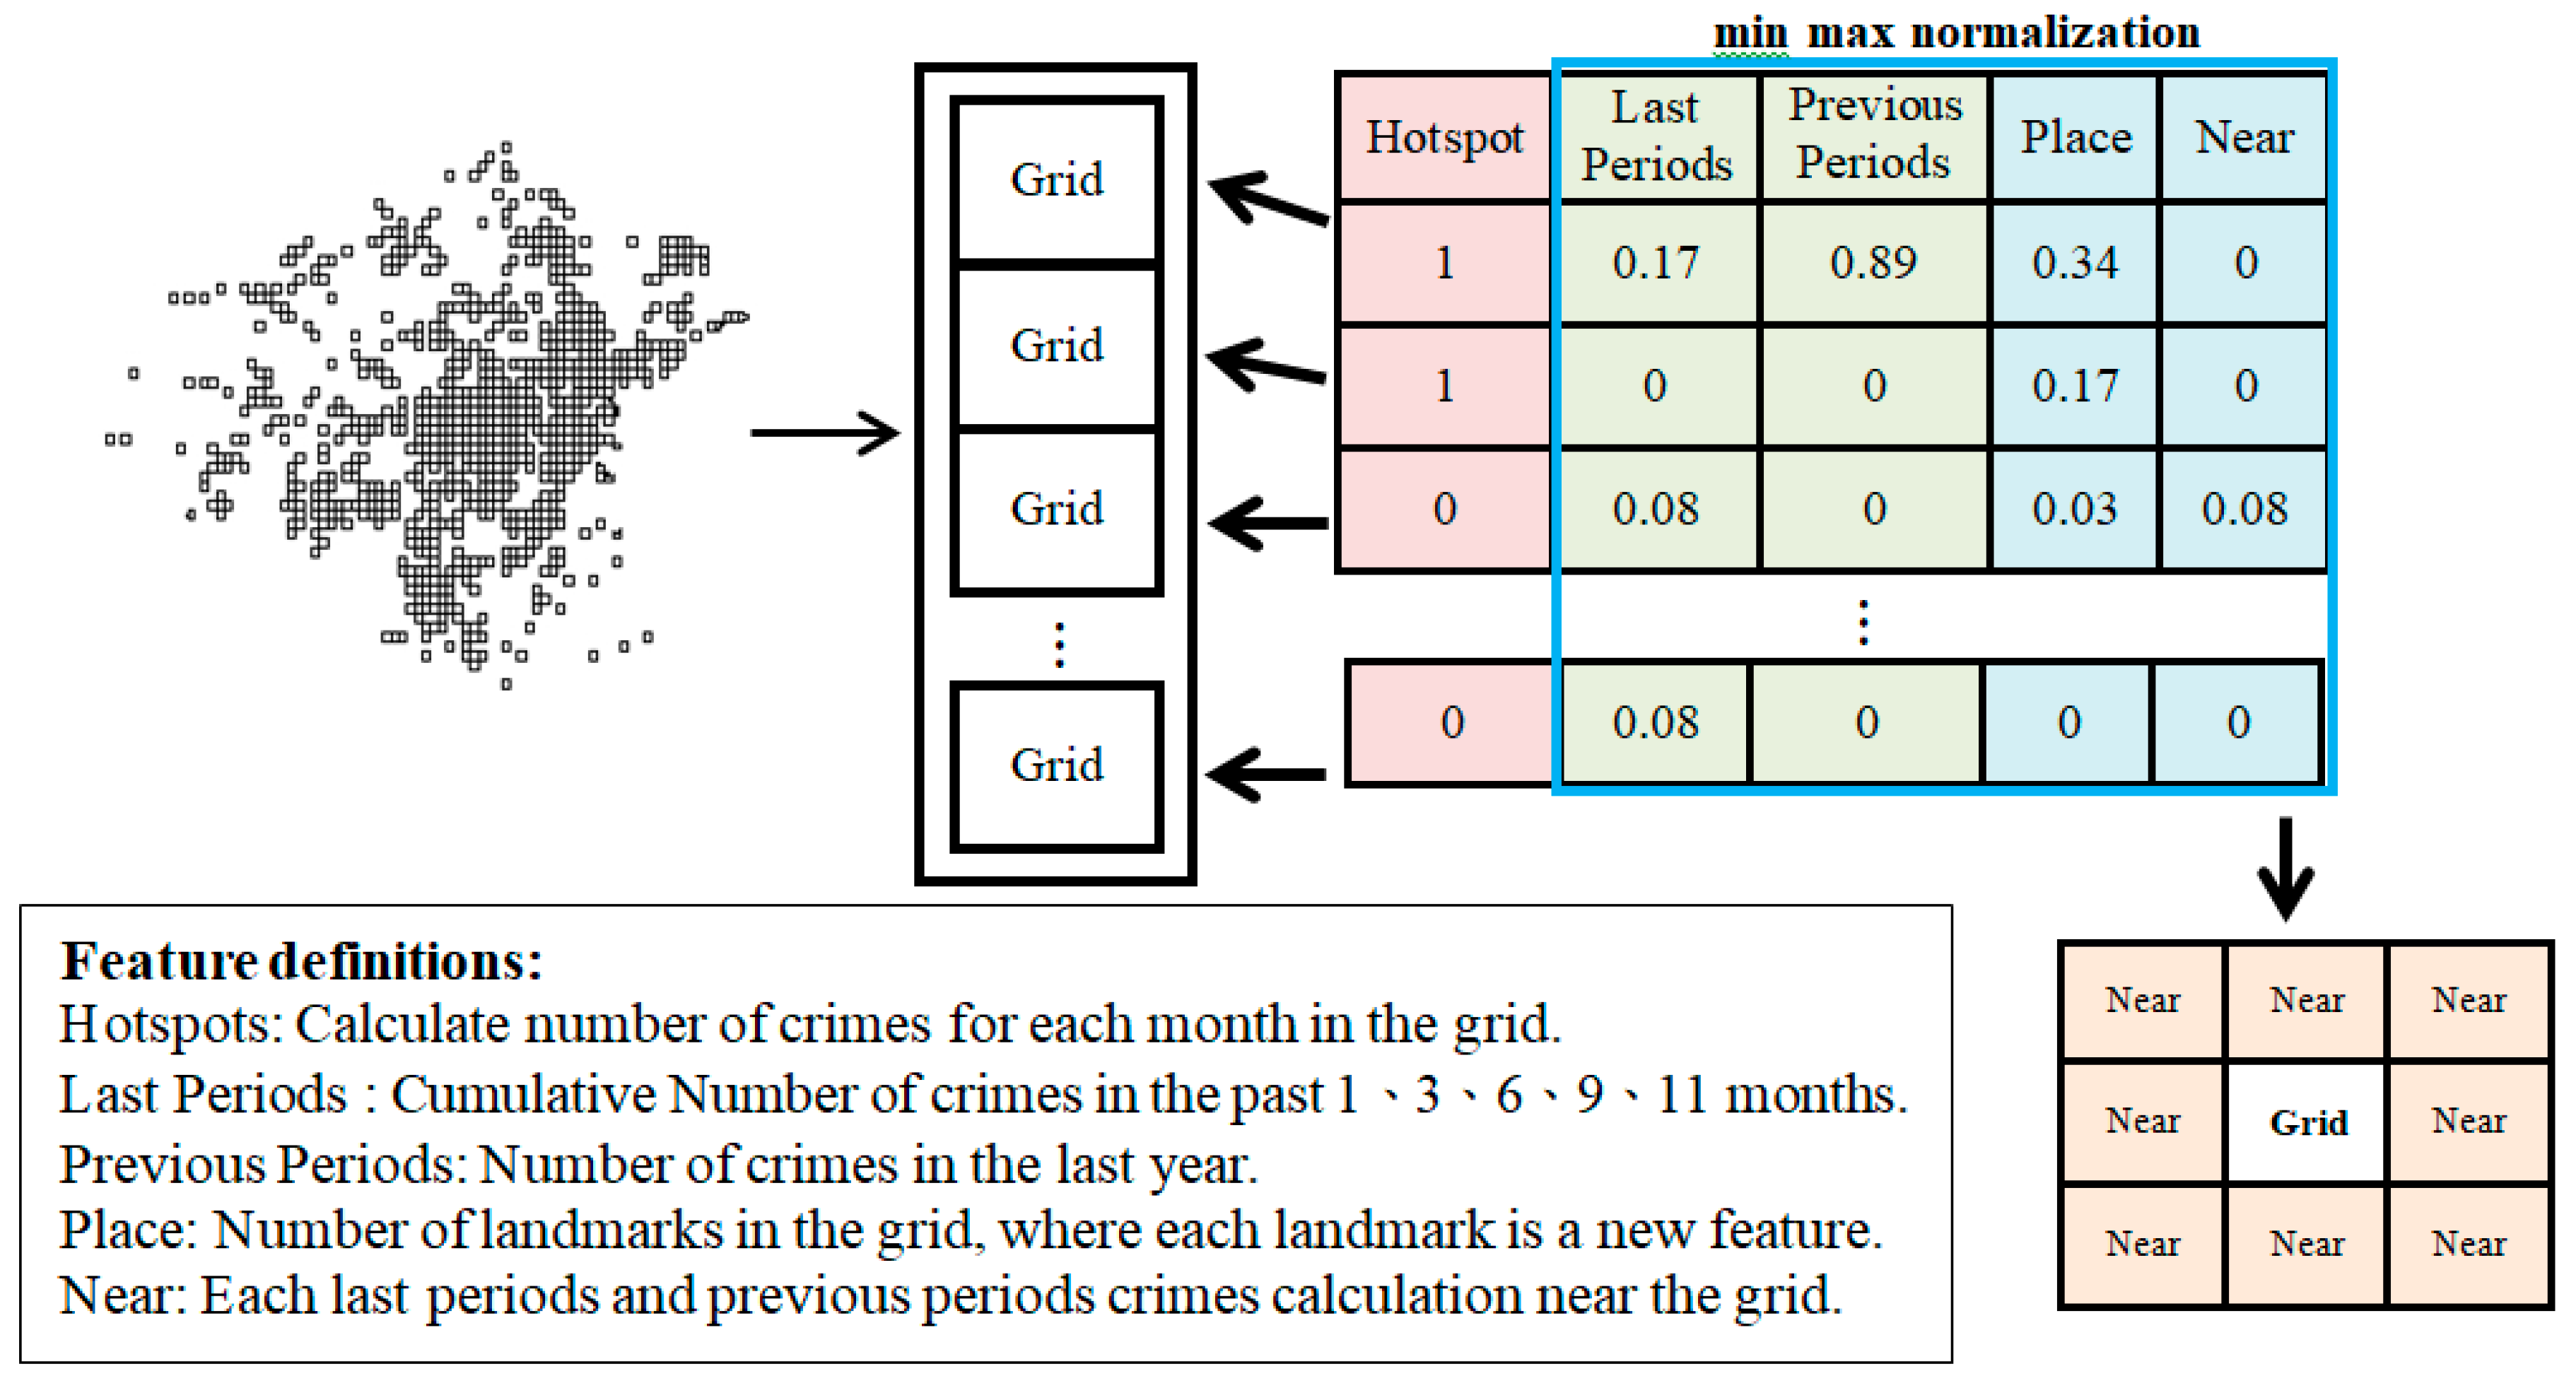 min max normalization
Hotspot Last Periods Previous Periods Place Near
1 0.17 0.89 0.34 0
1 0 0 0.17 0
0 0.08 0 0.03 0.08
⋮
0 0.08 0 0 0
Grid
Grid
Grid
⋮
Grid
Near Near Near
Near Grid Near
Near Near Near
Feature definitions:
Hotspots: Calculate number of crimes for each month in the grid.
Last Periods : Cumulative Number of crimes in the past 1、3、6、9、11 months.
Previous Periods: Number of crimes in the last year.
Place: Number of landmarks in the grid, where each landmark is a new feature.
Near: Each last periods and previous periods crimes calculation near the grid.